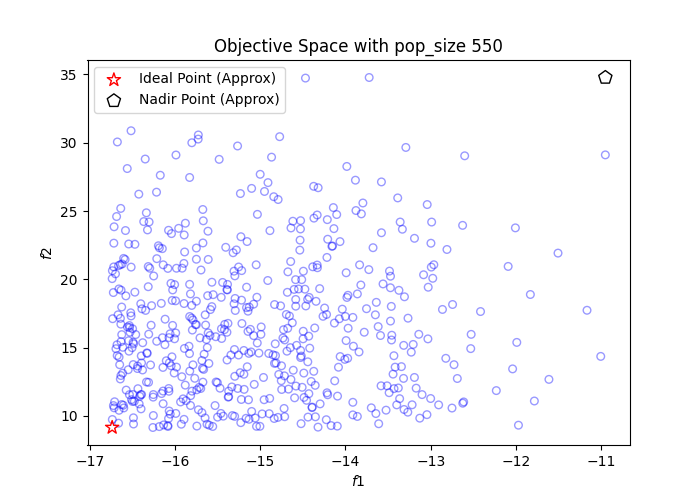 Objective Space with pop_size 550
Ideal Point (Approx)
Nadir Point (Approx)
35
30
25
20
15
10
f2
−17 −16 −15 −14 −13 −12 −11
f1